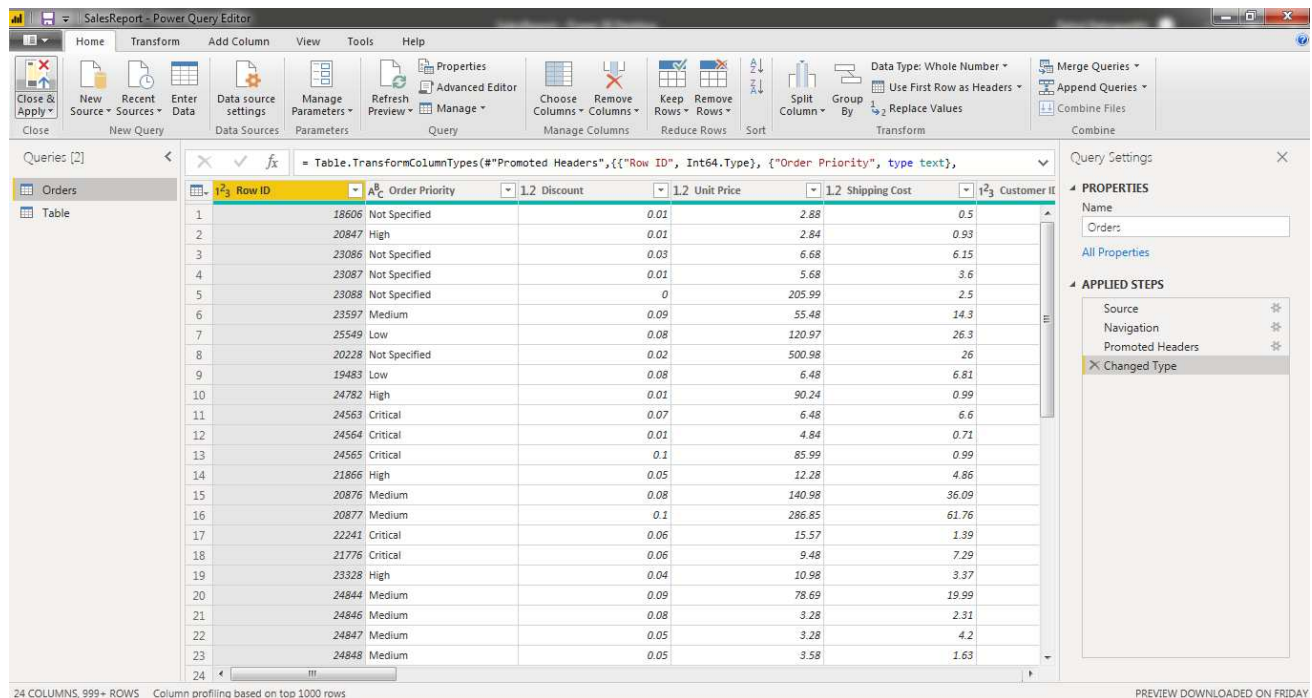 SalesReport - Power Query Editor
Home Transform Add Column View Tools Help
Close & Apply
New Source
Recent Sources
Enter Data
Data source settings
Manage Parameters
Refresh Preview
Properties
Advanced Editor
Manage
Choose Columns
Remove Columns
Keep Rows
Remove Rows
Split Column
Group By
Data Type: Whole Number
Use First Row as Headers
Replace Values
Merge Queries
Append Queries
Combine Files
Close New Query Data Sources Parameters Query Manage Columns Reduce Rows Sort Transform Combine
Queries [2]
Orders
Table
fx = Table.TransformColumnTypes(#"Promoted Headers",{{"Row ID", Int64.Type}, {"Order Priority", type text},
123 Row ID ABC Order Priority 1.2 Discount 1.2 Unit Price 1.2 Shipping Cost 123 Customer ID
1 18606 Not Specified 0.01 2.88 0.5
2 20847 High 0.01 2.84 0.93
3 23086 Not Specified 0.03 6.68 6.15
4 23087 Not Specified 0.01 5.68 3.6
5 23088 Not Specified 0 205.99 2.5
6 23597 Medium 0.09 55.48 14.3
7 25549 Low 0.08 120.97 26.3
8 20228 Not Specified 0.02 500.98 26
9 19483 Low 0.08 6.48 6.81
10 24782 High 0.01 90.24 0.99
11 24563 Critical 0.07 6.48 6.6
12 24564 Critical 0.01 4.84 0.71
13 24565 Critical 0.1 85.99 0.99
14 21866 High 0.05 12.28 4.86
15 20876 Medium 0.08 140.98 36.09
16 20877 Medium 0.1 286.85 61.76
17 22241 Critical 0.06 15.57 1.39
18 21776 Critical 0.06 9.48 7.29
19 23328 High 0.04 10.98 3.37
20 24844 Medium 0.09 78.69 19.99
21 24846 Medium 0.08 3.28 2.31
22 24847 Medium 0.05 3.28 4.2
23 24848 Medium 0.05 3.58 1.63
24
Query Settings
PROPERTIES
Name
Orders
All Properties
APPLIED STEPS
Source
Navigation
Promoted Headers
Changed Type
24 COLUMNS, 999+ ROWS Column profiling based on top 1000 rows
PREVIEW DOWNLOADED ON FRIDAY